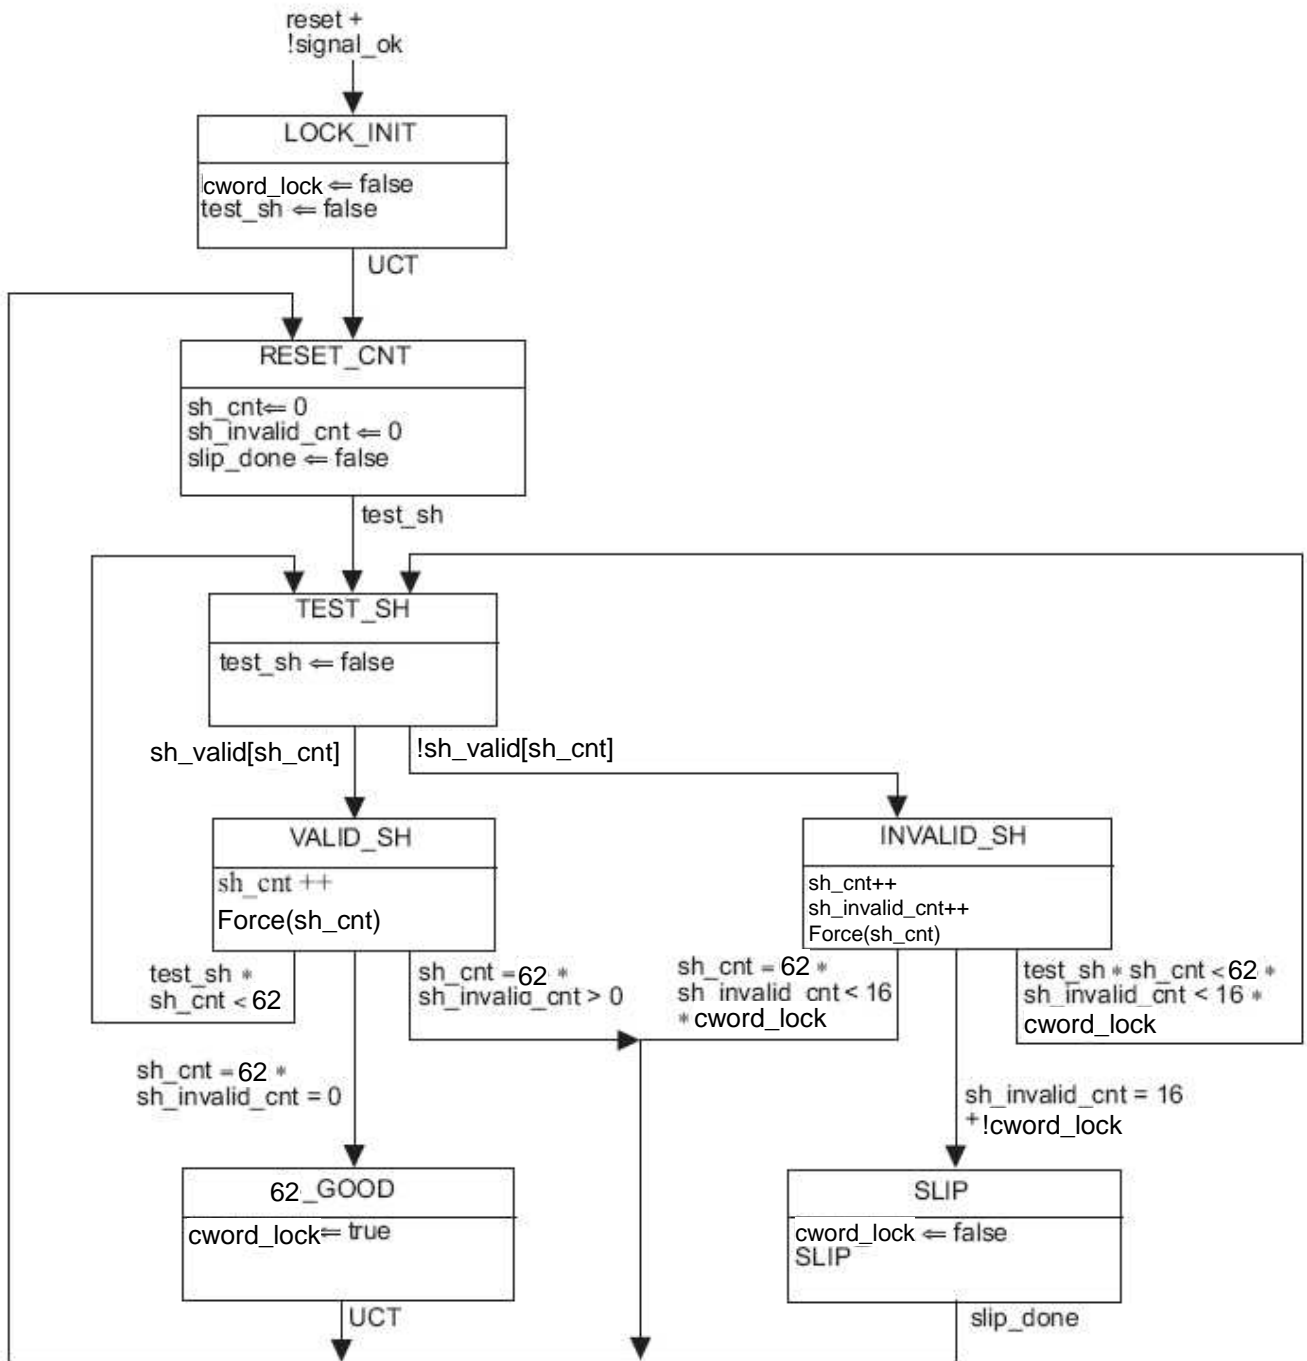 reset +
!signal_ok
LOCK_INIT
cword_lock ⇐ false
test_sh ⇐ false
UCT
RESET_CNT
sh_cnt⇐ 0
sh_invalid_cnt ⇐ 0
slip_done ⇐ false
test_sh
TEST_SH
test_sh ⇐ false
sh_valid[sh_cnt]
!sh_valid[sh_cnt]
VALID_SH
sh_cnt ++
Force(sh_cnt)
INVALID_SH
sh_cnt++
sh_invalid_cnt++
Force(sh_cnt)
test_sh *
sh_cnt < 62
sh_cnt = 62 *
sh_invalid_cnt > 0
sh_cnt = 62 *
sh_invalid_cnt < 16
* cword_lock
test_sh * sh_cnt < 62 *
sh_invalid_cnt < 16 *
cword_lock
sh_cnt = 62 *
sh_invalid_cnt = 0
sh_invalid_cnt = 16
+ !cword_lock
62_GOOD
cword_lock⇐ true
SLIP
cword_lock ⇐ false
SLIP
UCT
slip_done